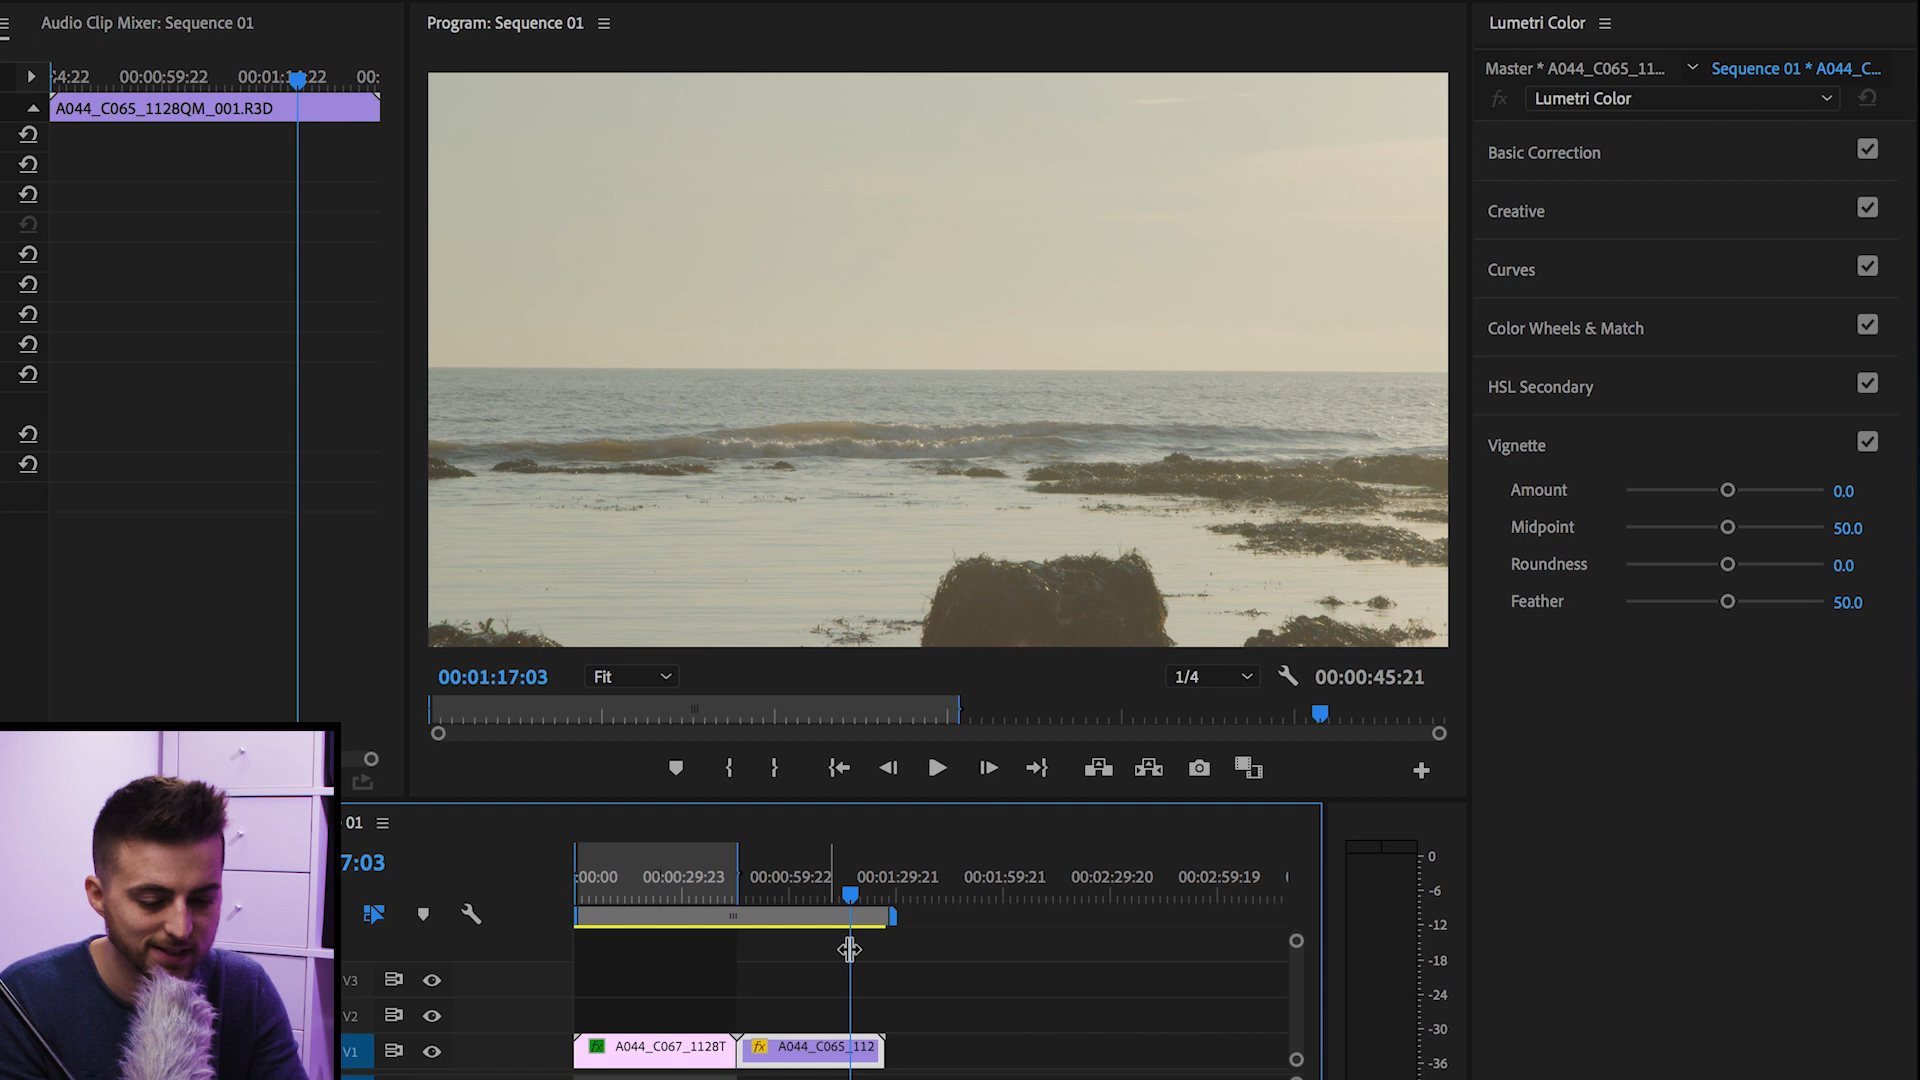 Audio Clip Mixer: Sequence 01
Program: Sequence 01
Lumetri Color
4:22 00:00:59:22 00:01:14:22 00:
Master * A044_C065_11... Sequence 01 * A044_C...
fx Lumetri Color
A044_C065_1128QM_001.R3D
Basic Correction
Creative
Curves
Color Wheels & Match
HSL Secondary
Vignette
Amount 0.0
Midpoint 50.0
Roundness 0.0
Feather 50.0
00:01:17:03 Fit 1/4 00:00:45:21
01
7:03
:00:00 00:00:29:23 00:00:59:22 00:01:29:21 00:01:59:21 00:02:29:20 00:02:59:19
0
-6
-12
-18
-24
-30
-36
V3
V2
V1 fx A044_C067_1128T fx A044_C065_112